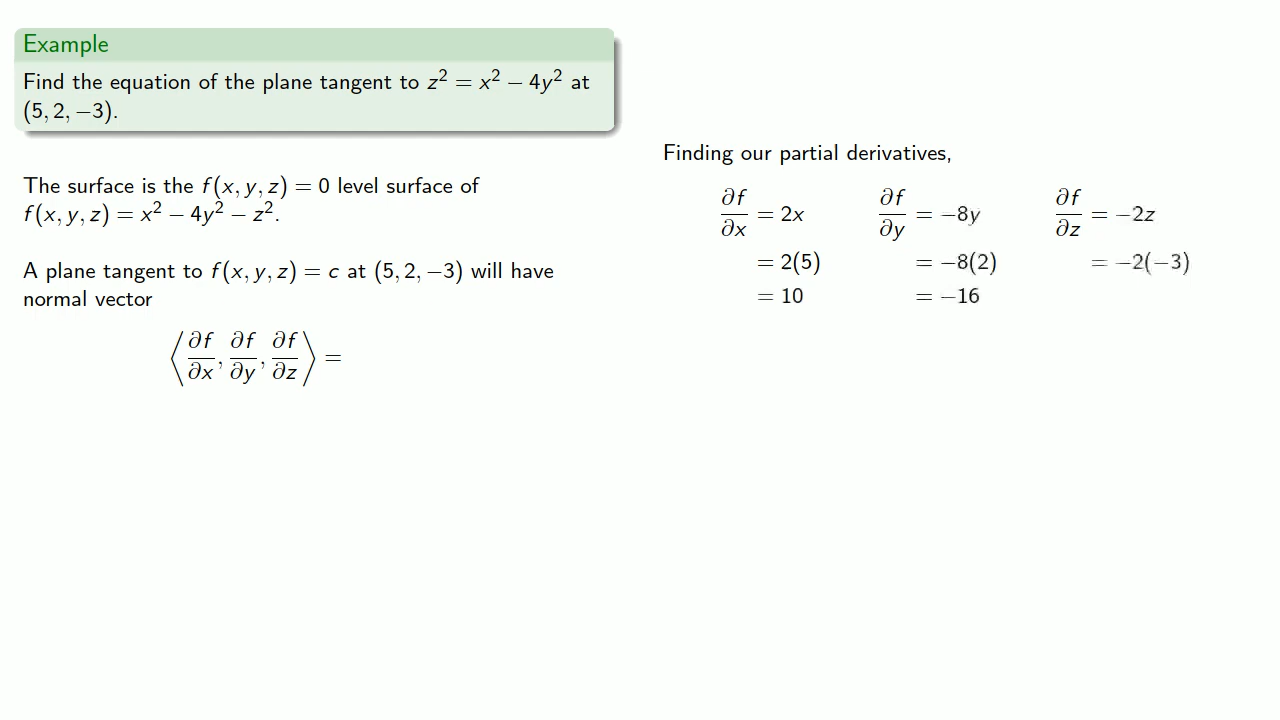 Example
Find the equation of the plane tangent to z² = x² − 4y² at
(5, 2, −3).
The surface is the f(x, y, z) = 0 level surface of
f(x, y, z) = x² − 4y² − z².
A plane tangent to f(x, y, z) = c at (5, 2, −3) will have
normal vector
⟨∂f/∂x, ∂f/∂y, ∂f/∂z⟩ =
Finding our partial derivatives,
∂f/∂x = 2x ∂f/∂y = −8y ∂f/∂z = −2z
= 2(5) = −8(2) = −2(−3)
= 10 = −16